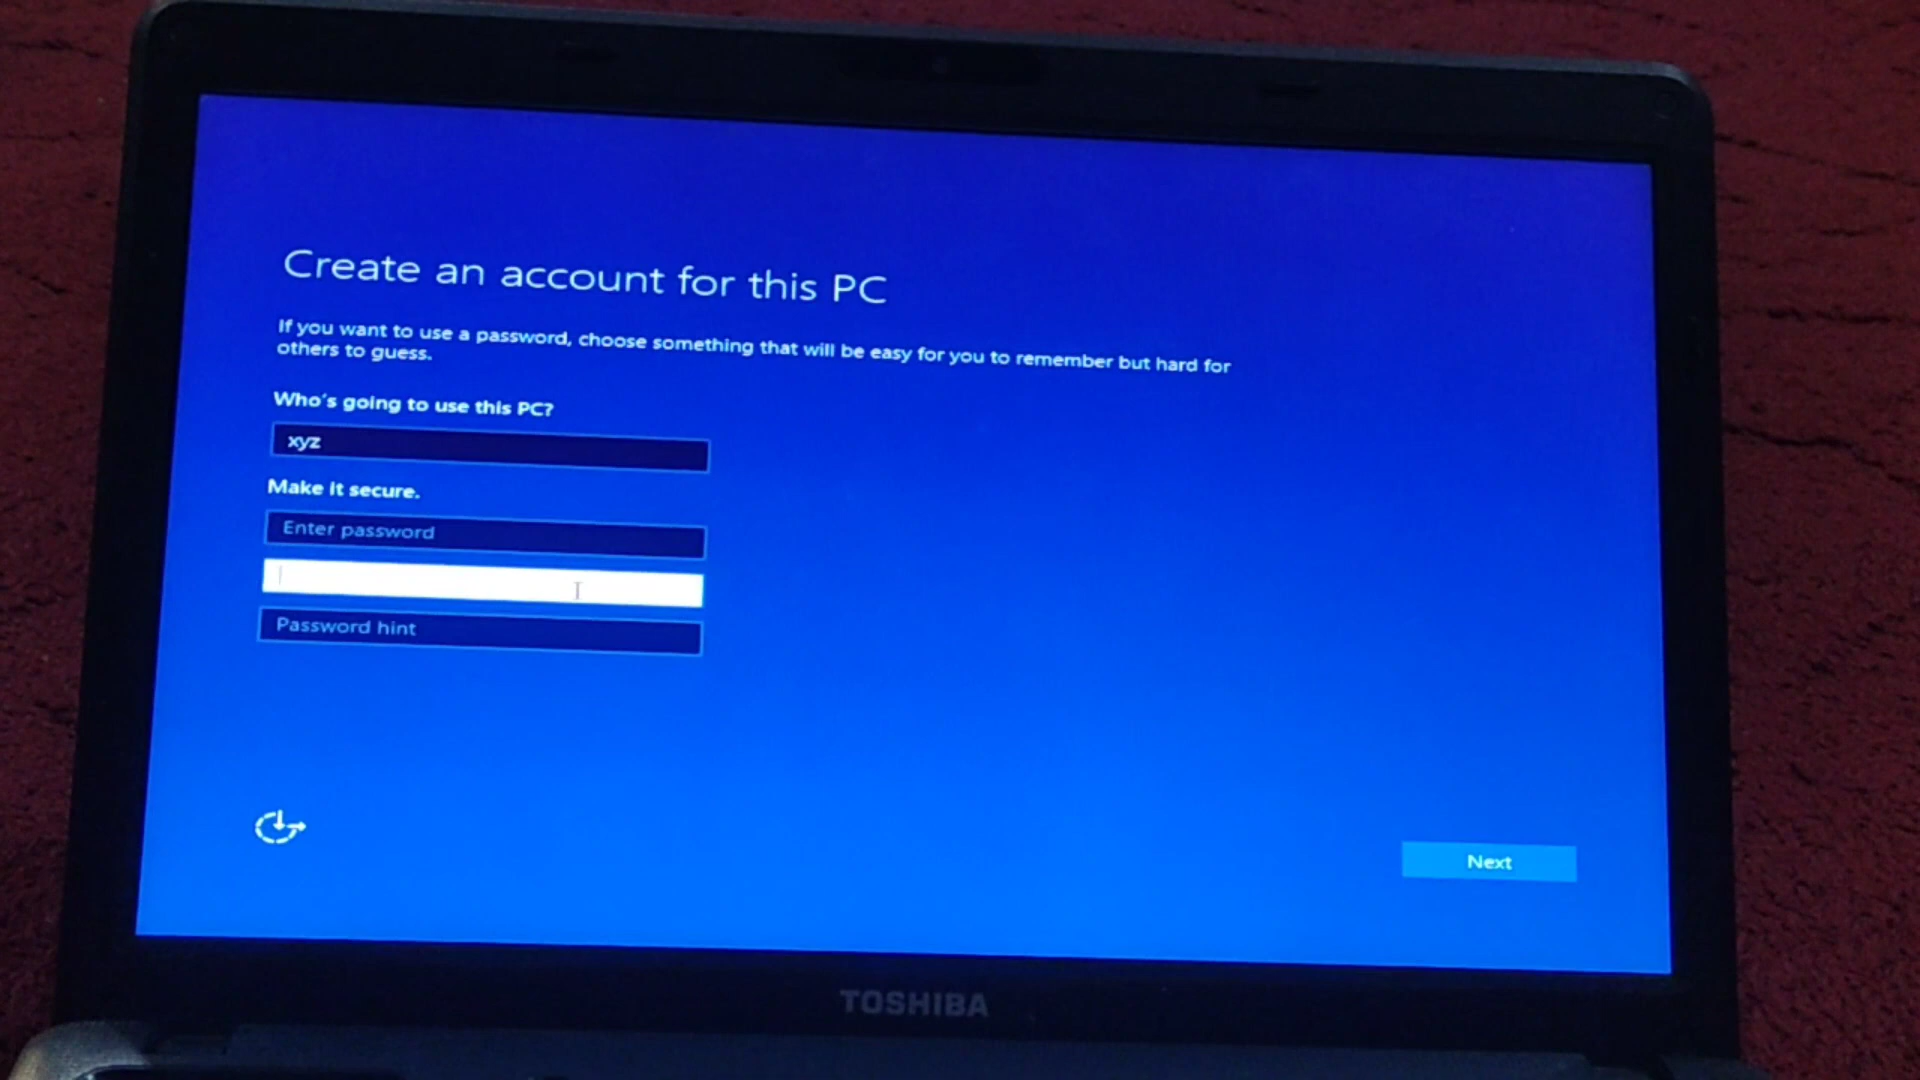 Create an account for this PC
If you want to use a password, choose something that will be easy for you to remember but hard for
others to guess.
Who's going to use this PC?
xyz
Make it secure.
Enter password
Password hint
Next
TOSHIBA